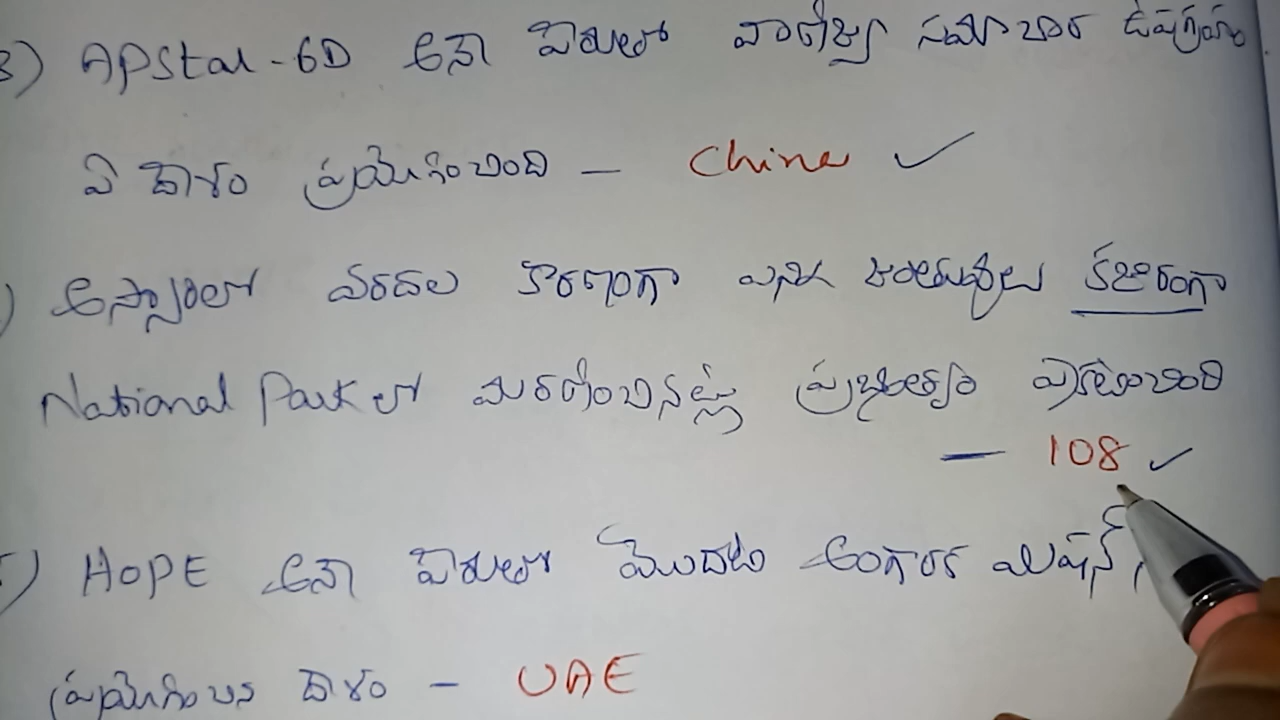 3) APStar-6D అనే పేరుతో వాణిజ్య సమాచార ఉపగ్రహం
ఏ దేశం ప్రయోగించింది – China ✓
) అస్సాంలో వరదల కారణంగా ఎన్ని జంతువులు కజిరంగా
National Park లో మరణించినట్లు ప్రభుత్వం ప్రకటించింది
– 108 ✓
5) HOPE అనే పేరుతో మొదటి అంగారక మిషన్
ప్రయోగించిన దేశం – UAE